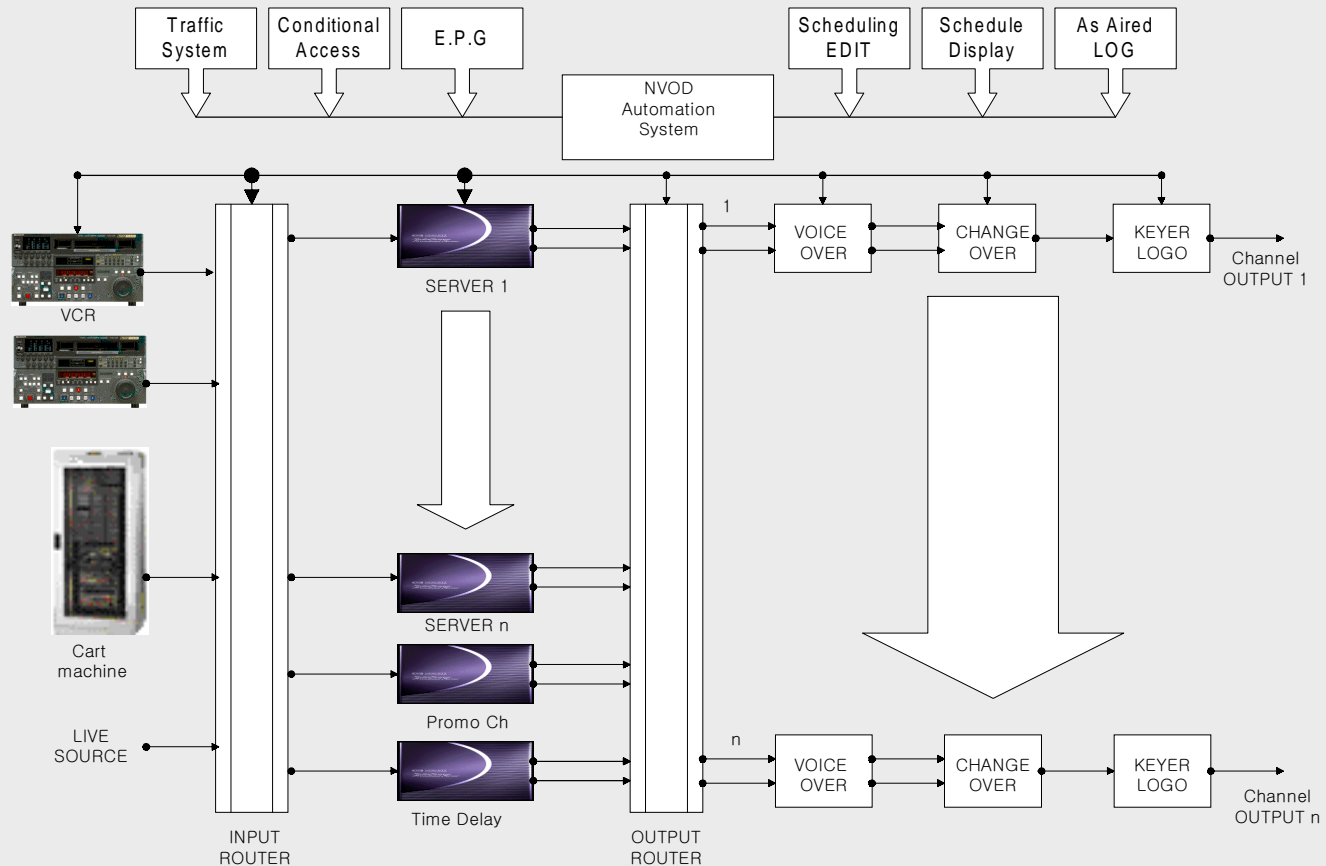 Traffic
System
Conditional
Access
E.P.G
Scheduling
EDIT
Schedule
Display
As Aired
LOG
NVOD
Automation
System
1
VOICE
OVER
CHANGE
OVER
KEYER
LOGO
Channel
OUTPUT 1
SERVER 1
VCR
SERVER n
Cart
machine
Promo Ch
LIVE
SOURCE
n
VOICE
OVER
CHANGE
OVER
KEYER
LOGO
Channel
OUTPUT n
Time Delay
INPUT
ROUTER
OUTPUT
ROUTER